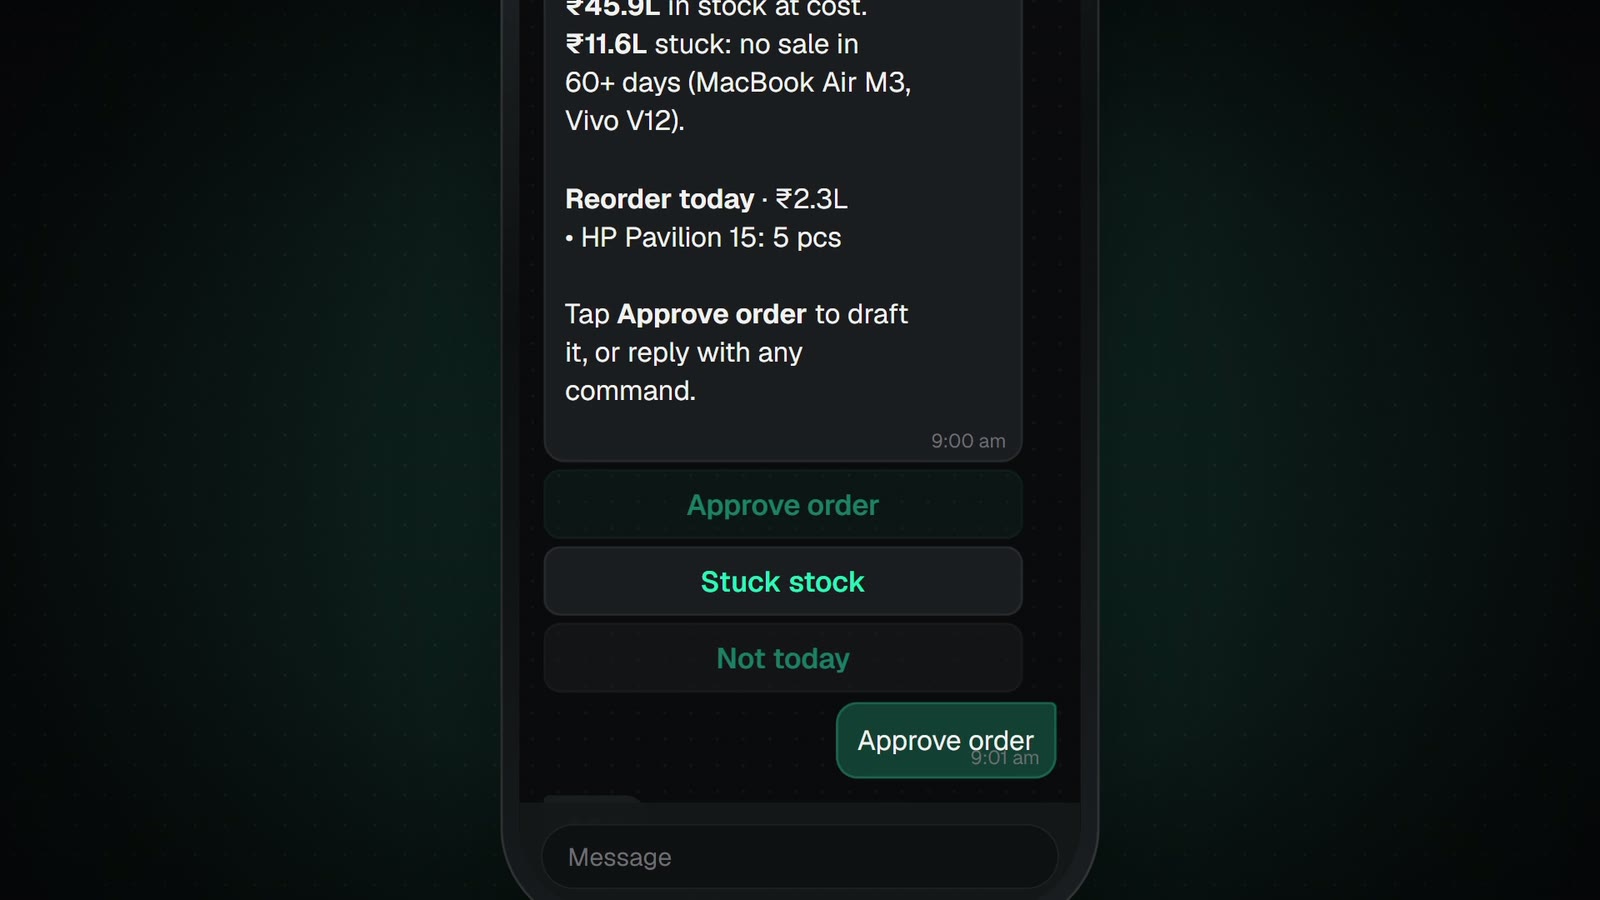 ₹45.9L in stock at cost.
₹11.6L stuck: no sale in
60+ days (MacBook Air M3,
Vivo V12).
Reorder today · ₹2.3L
• HP Pavilion 15: 5 pcs
Tap Approve order to draft
it, or reply with any
command.
9:00 am
Approve order
Stuck stock
Not today
Approve order
9:01 am
Message